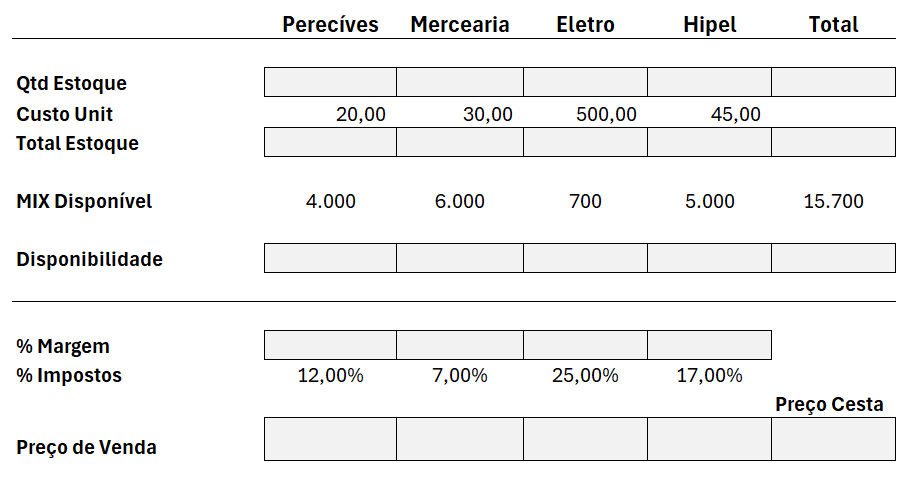 Perecíves Mercearia Eletro Hipel Total
Qtd Estoque
Custo Unit 20,00 30,00 500,00 45,00
Total Estoque
MIX Disponível 4.000 6.000 700 5.000 15.700
Disponibilidade
% Margem
% Impostos 12,00% 7,00% 25,00% 17,00%
Preço Cesta
Preço de Venda